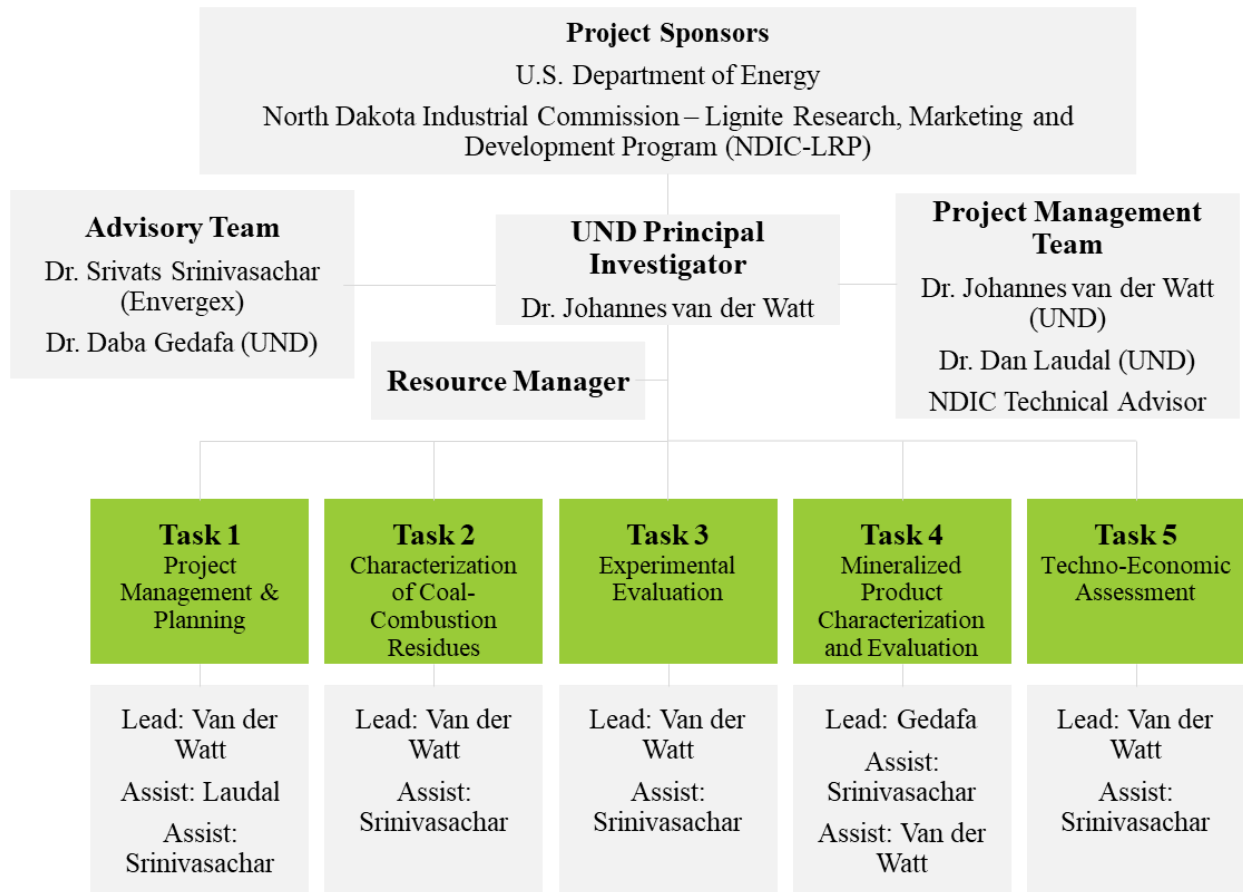 Project Sponsors
U.S. Department of Energy
North Dakota Industrial Commission – Lignite Research, Marketing and
Development Program (NDIC-LRP)
Advisory Team
Dr. Srivats Srinivasachar
(Envergex)
Dr. Daba Gedafa (UND)
UND Principal
Investigator
Dr. Johannes van der Watt
Project Management
Team
Dr. Johannes van der Watt
(UND)
Dr. Dan Laudal (UND)
NDIC Technical Advisor
Resource Manager
Task 1
Project
Management &
Planning
Task 2
Characterization
of Coal-
Combustion
Residues
Task 3
Experimental
Evaluation
Task 4
Mineralized
Product
Characterization
and Evaluation
Task 5
Techno-Economic
Assessment
Lead: Van der
Watt
Assist: Laudal
Assist:
Srinivasachar
Lead: Van der
Watt
Assist:
Srinivasachar
Lead: Van der
Watt
Assist:
Srinivasachar
Lead: Gedafa
Assist:
Srinivasachar
Assist: Van der
Watt
Lead: Van der
Watt
Assist:
Srinivasachar